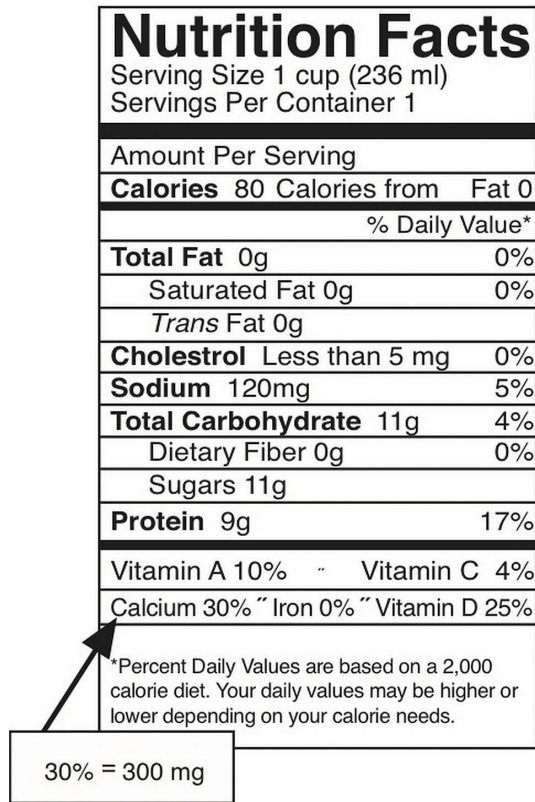 Nutrition Facts
Serving Size 1 cup (236 ml)
Servings Per Container 1
Amount Per Serving
Calories 80 Calories from Fat 0
% Daily Value*
Total Fat 0g 0%
Saturated Fat 0g 0%
Trans Fat 0g
Cholestrol Less than 5 mg 0%
Sodium 120mg 5%
Total Carbohydrate 11g 4%
Dietary Fiber 0g 0%
Sugars 11g
Protein 9g 17%
Vitamin A 10% ˝ Vitamin C 4%
Calcium 30% ˝ Iron 0% ˝ Vitamin D 25%
*Percent Daily Values are based on a 2,000
calorie diet. Your daily values may be higher or
lower depending on your calorie needs.
30% = 300 mg